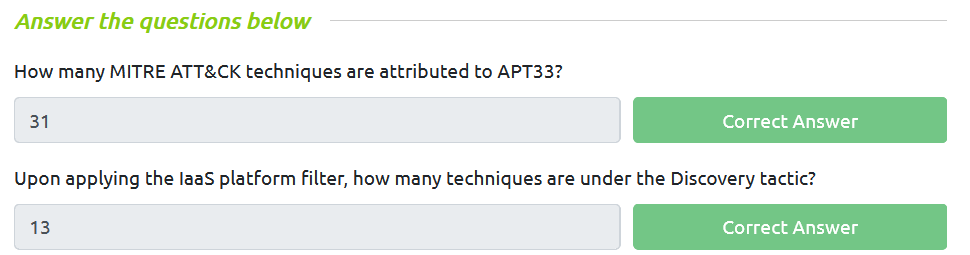 Answer the questions below
How many MITRE ATT&CK techniques are attributed to APT33?
31
Correct Answer
Upon applying the IaaS platform filter, how many techniques are under the Discovery tactic?
13
Correct Answer